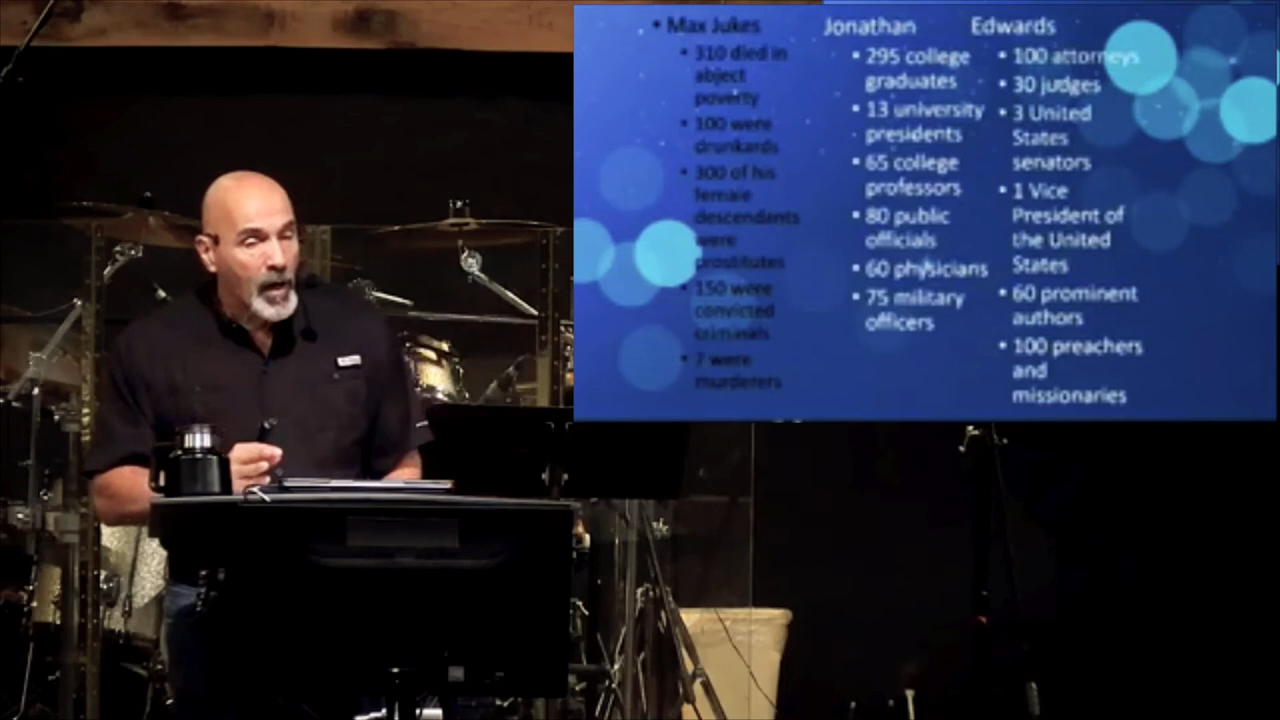 • Max Jukes
▪ 310 died in
abject
poverty
▪ 100 were
drunkards
▪ 300 of his
female
descendants
were
prostitutes
▪ 150 were
convicted
criminals
▪ 7 were
murderers
Jonathan Edwards
▪ 295 college
graduates
▪ 13 university
presidents
▪ 65 college
professors
▪ 80 public
officials
▪ 60 physicians
▪ 75 military
officers
• 100 attorneys
• 30 judges
• 3 United
States
senators
• 1 Vice
President of
the United
States
• 60 prominent
authors
• 100 preachers
and
missionaries